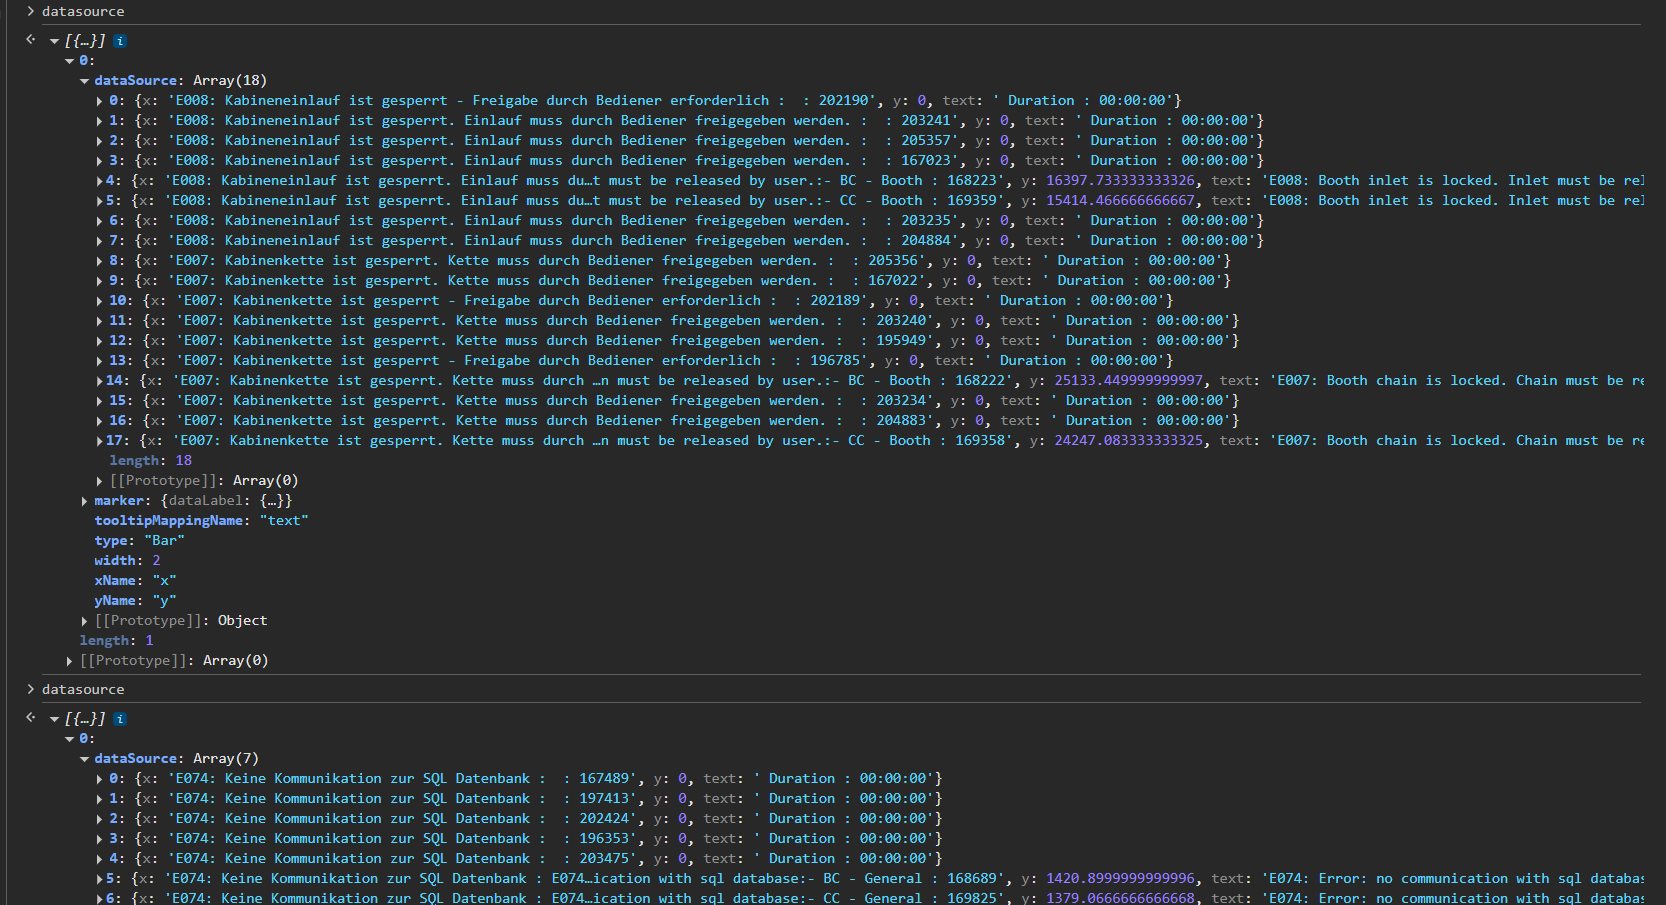 datasource
[{…}] i
0:
dataSource: Array(18)
0: {x: 'E008: Kabineneinlauf ist gesperrt - Freigabe durch Bediener erforderlich :  : 202190', y: 0, text: ' Duration : 00:00:00'}
1: {x: 'E008: Kabineneinlauf ist gesperrt. Einlauf muss durch Bediener freigegeben werden. :  : 203241', y: 0, text: ' Duration : 00:00:00'}
2: {x: 'E008: Kabineneinlauf ist gesperrt. Einlauf muss durch Bediener freigegeben werden. :  : 205357', y: 0, text: ' Duration : 00:00:00'}
3: {x: 'E008: Kabineneinlauf ist gesperrt. Einlauf muss durch Bediener freigegeben werden. :  : 167023', y: 0, text: ' Duration : 00:00:00'}
4: {x: 'E008: Kabineneinlauf ist gesperrt. Einlauf muss du…t must be released by user.:- BC - Booth : 168223', y: 16397.733333333326, text: 'E008: Booth inlet is locked. Inlet must be rel
5: {x: 'E008: Kabineneinlauf ist gesperrt. Einlauf muss du…t must be released by user.:- CC - Booth : 169359', y: 15414.466666666667, text: 'E008: Booth inlet is locked. Inlet must be rel
6: {x: 'E008: Kabineneinlauf ist gesperrt. Einlauf muss durch Bediener freigegeben werden. :  : 203235', y: 0, text: ' Duration : 00:00:00'}
7: {x: 'E008: Kabineneinlauf ist gesperrt. Einlauf muss durch Bediener freigegeben werden. :  : 204884', y: 0, text: ' Duration : 00:00:00'}
8: {x: 'E007: Kabinenkette ist gesperrt. Kette muss durch Bediener freigegeben werden. :  : 205356', y: 0, text: ' Duration : 00:00:00'}
9: {x: 'E007: Kabinenkette ist gesperrt. Kette muss durch Bediener freigegeben werden. :  : 167022', y: 0, text: ' Duration : 00:00:00'}
10: {x: 'E007: Kabinenkette ist gesperrt - Freigabe durch Bediener erforderlich :  : 202189', y: 0, text: ' Duration : 00:00:00'}
11: {x: 'E007: Kabinenkette ist gesperrt. Kette muss durch Bediener freigegeben werden. :  : 203240', y: 0, text: ' Duration : 00:00:00'}
12: {x: 'E007: Kabinenkette ist gesperrt. Kette muss durch Bediener freigegeben werden. :  : 195949', y: 0, text: ' Duration : 00:00:00'}
13: {x: 'E007: Kabinenkette ist gesperrt - Freigabe durch Bediener erforderlich :  : 196785', y: 0, text: ' Duration : 00:00:00'}
14: {x: 'E007: Kabinenkette ist gesperrt. Kette muss durch …n must be released by user.:- BC - Booth : 168222', y: 25133.449999999997, text: 'E007: Booth chain is locked. Chain must be re
15: {x: 'E007: Kabinenkette ist gesperrt. Kette muss durch Bediener freigegeben werden. :  : 203234', y: 0, text: ' Duration : 00:00:00'}
16: {x: 'E007: Kabinenkette ist gesperrt. Kette muss durch Bediener freigegeben werden. :  : 204883', y: 0, text: ' Duration : 00:00:00'}
17: {x: 'E007: Kabinenkette ist gesperrt. Kette muss durch …n must be released by user.:- CC - Booth : 169358', y: 24247.083333333325, text: 'E007: Booth chain is locked. Chain must be re
length: 18
[[Prototype]]: Array(0)
marker: {dataLabel: {…}}
tooltipMappingName: "text"
type: "Bar"
width: 2
xName: "x"
yName: "y"
[[Prototype]]: Object
length: 1
[[Prototype]]: Array(0)
datasource
[{…}] i
0:
dataSource: Array(7)
0: {x: 'E074: Keine Kommunikation zur SQL Datenbank :  : 167489', y: 0, text: ' Duration : 00:00:00'}
1: {x: 'E074: Keine Kommunikation zur SQL Datenbank :  : 197413', y: 0, text: ' Duration : 00:00:00'}
2: {x: 'E074: Keine Kommunikation zur SQL Datenbank :  : 202424', y: 0, text: ' Duration : 00:00:00'}
3: {x: 'E074: Keine Kommunikation zur SQL Datenbank :  : 196353', y: 0, text: ' Duration : 00:00:00'}
4: {x: 'E074: Keine Kommunikation zur SQL Datenbank :  : 203475', y: 0, text: ' Duration : 00:00:00'}
5: {x: 'E074: Keine Kommunikation zur SQL Datenbank : E074…ication with sql database:- BC - General : 168689', y: 1420.8999999999996, text: 'E074: Error: no communication with sql databas
6: {x: 'E074: Keine Kommunikation zur SQL Datenbank : E074…ication with sql database:- CC - General : 169825', y: 1379.0666666666668, text: 'E074: Error: no communication with sql databas